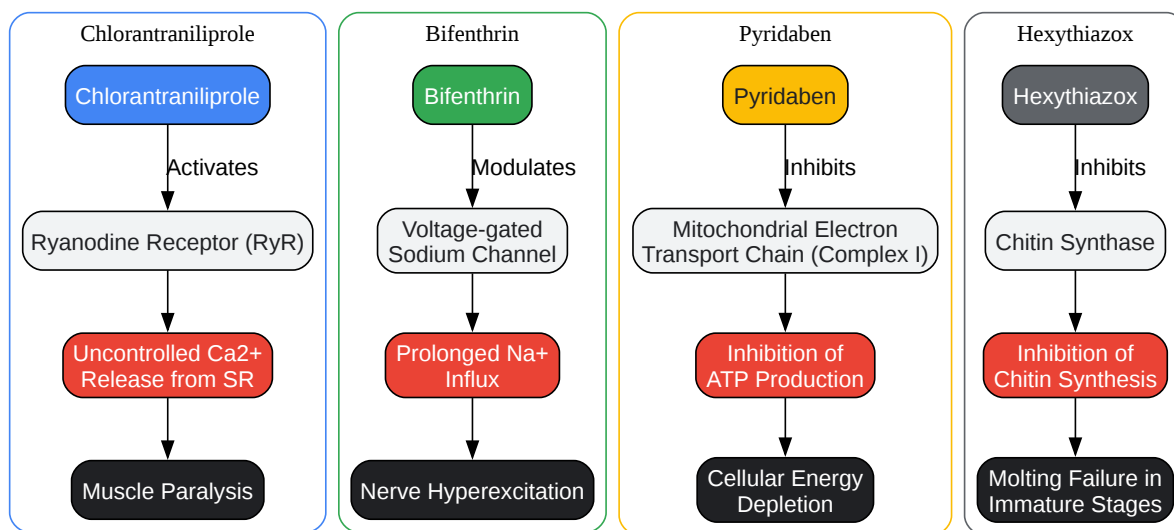 Chlorantraniliprole
Chlorantraniliprole
Activates
Ryanodine Receptor (RyR)
Uncontrolled Ca2+
Release from SR
Muscle Paralysis
Bifenthrin
Bifenthrin
Modulates
Voltage-gated
Sodium Channel
Prolonged Na+
Influx
Nerve Hyperexcitation
Pyridaben
Pyridaben
Inhibits
Mitochondrial Electron
Transport Chain (Complex I)
Inhibition of
ATP Production
Cellular Energy
Depletion
Hexythiazox
Hexythiazox
Inhibits
Chitin Synthase
Inhibition of
Chitin Synthesis
Molting Failure in
Immature Stages